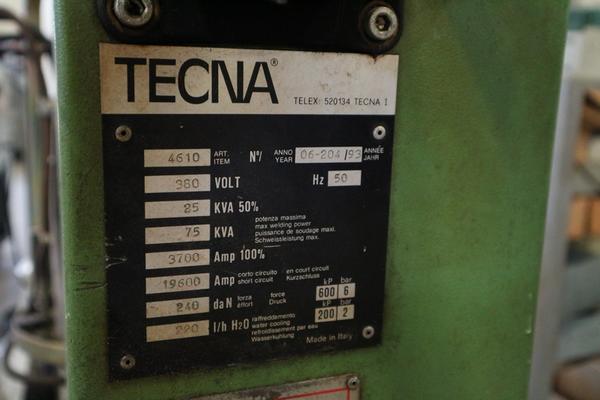 TECNA®
TELEX: 520134 TECNA I
4610 ART. ITEM N°/ ANNO YEAR 06-204/93 ANNÉE JAHR
380 VOLT Hz 50
25 KVA 50%
75 KVA potenza massima
max welding power
puissance de soudage maxi.
Schweissleistung max.
3700 Amp 100%
19600 Amp corto circuito en court circuit
short circuit Kurzschluss
240 daN forza force
effort Druck
kP bar
600 6
220 l/h H2O raffreddamento
water cooling
refroidissement par eau
Wasserkuhlung
kP bar
200 2
Made in Italy